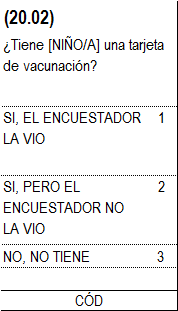 (20.02)
¿Tiene [NIÑO/A] una tarjeta
de vacunación?
SI, EL ENCUESTADOR 1
LA VIO
SI, PERO EL 2
ENCUESTADOR NO
LA VIO
NO, NO TIENE 3
CÓD